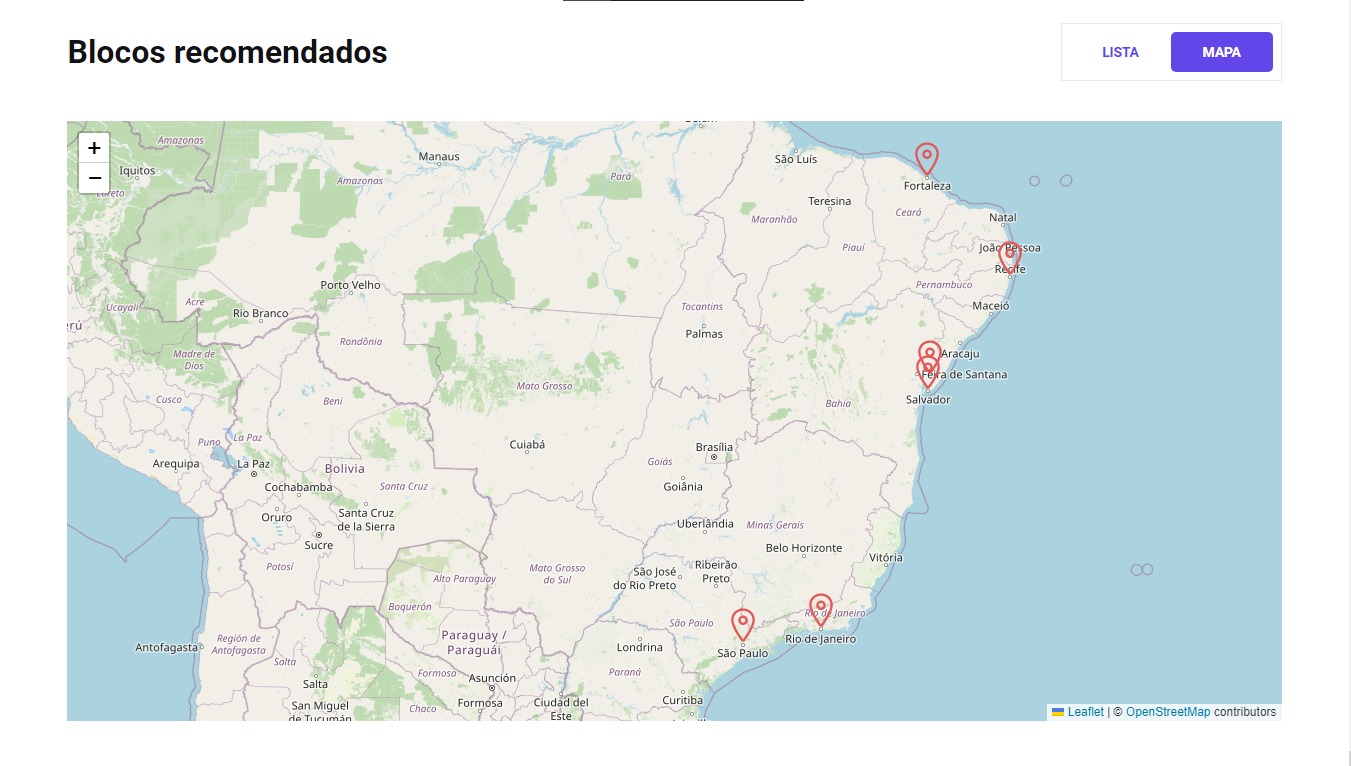 Blocos recomendados
LISTA
MAPA
+
−
Amazonas
Iquitos
Loreto
Manaus
Amazonas
Pará
São Luís
Fortaleza
Teresina
Ceará
Maranhão
Natal
Piauí
João Pessoa
Recife
Pernambuco
Porto Velho
Acre
Ucayali
Rio Branco
Tocantins
Maceió
Palmas
Rondônia
Madre de
Dios
Aracaju
Feira de Santana
Mato Grosso
Salvador
Cusco
Beni
Bahia
Puno
La Paz
Cuiabá
Brasília
Arequipa
La Paz
Bolivia
Goiás
Cochabamba
Santa Cruz
Goiânia
Oruro
Santa Cruz
de la Sierra
Uberlândia
Minas Gerais
Sucre
Belo Horizonte
Vitória
Potosí
Alto Paraguay
Mato Grosso
do Sul
São José
do Rio Preto
Ribeirão
Preto
Boquerón
Rio de Janeiro
São Paulo
Rio de Janeiro
Antofagasta
Región de
Antofagasta
Paraguay /
Paraguái
Londrina
São Paulo
Salta
Salta
Formosa
Asunción
Paraná
San Miguel
de Tucumán
Chaco
Formosa
Ciudad del
Este
Curitiba
Leaflet | © OpenStreetMap contributors